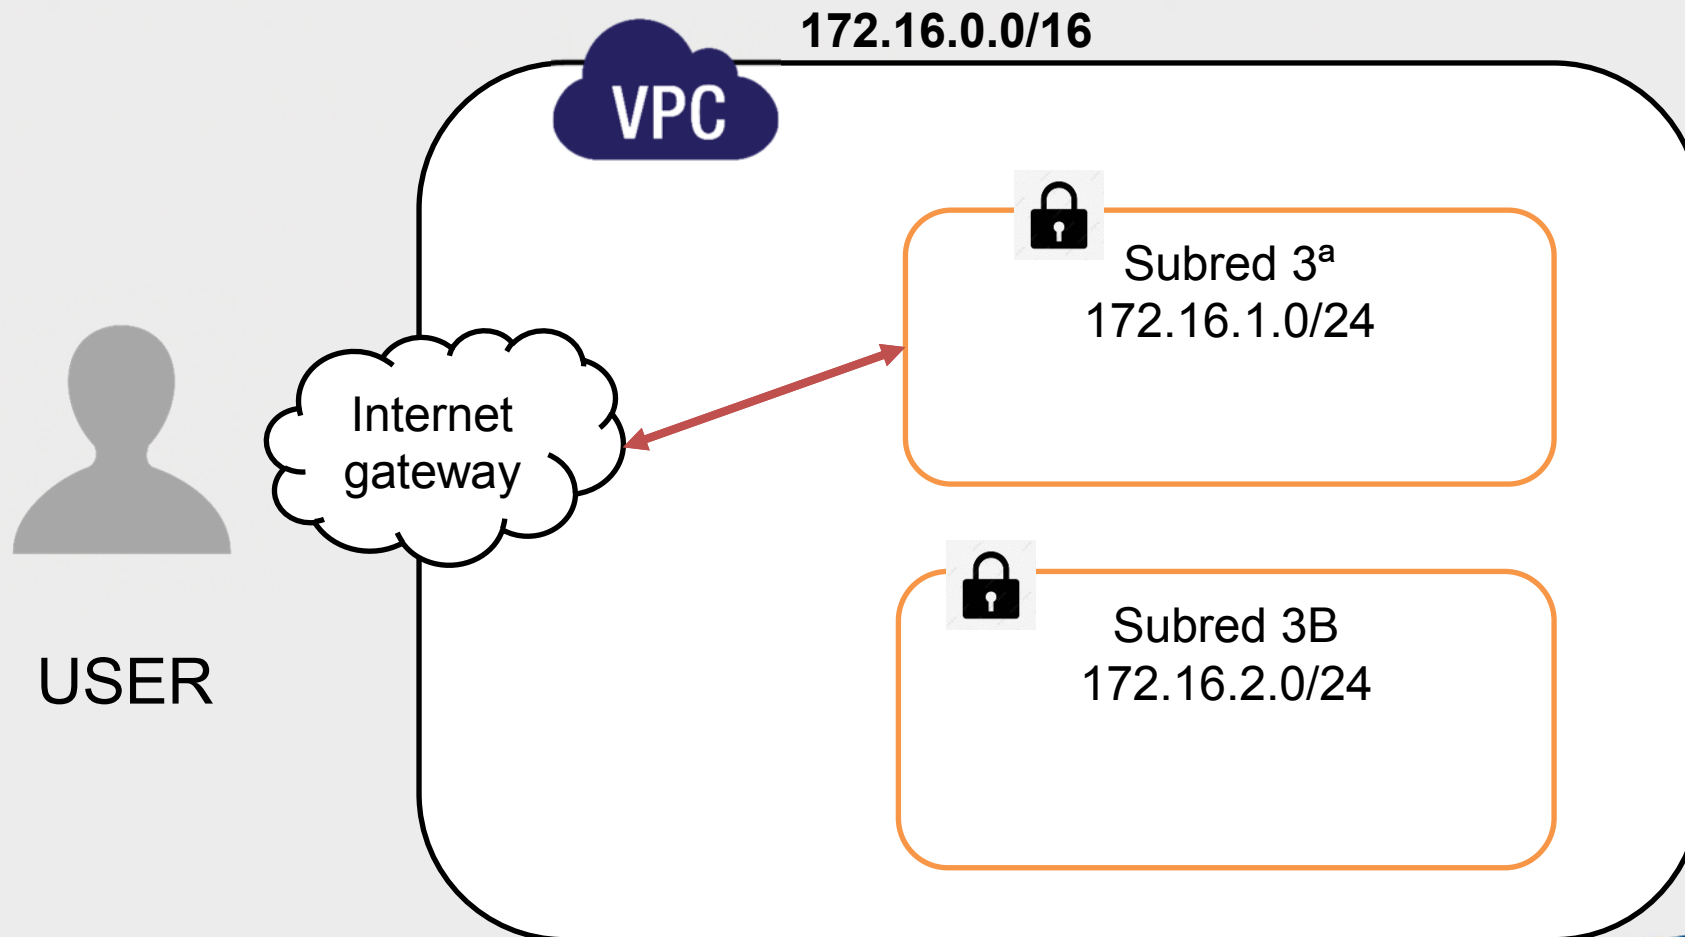 172.16.0.0/16
VPC
Subred 3ª
172.16.1.0/24
Internet
gateway
Subred 3B
172.16.2.0/24
USER